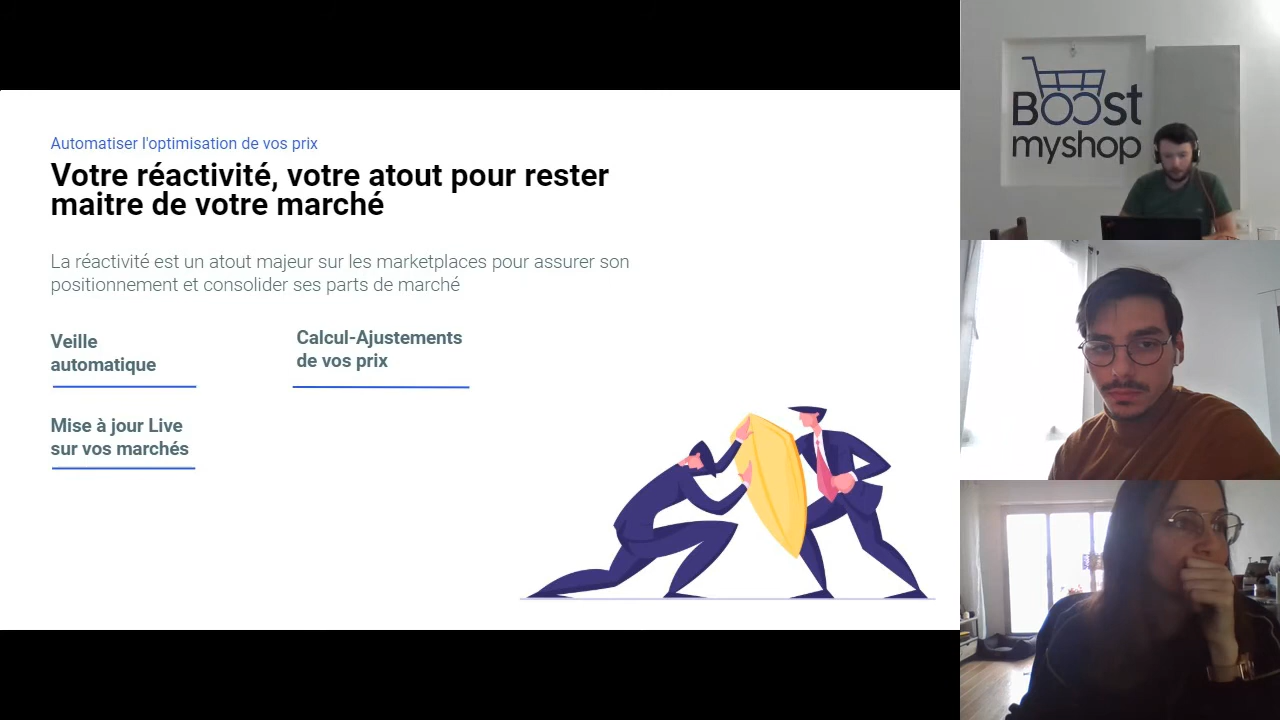 Automatiser l'optimisation de vos prix
Votre réactivité, votre atout pour rester
maitre de votre marché
La réactivité est un atout majeur sur les marketplaces pour assurer son
positionnement et consolider ses parts de marché
Veille
automatique
Calcul-Ajustements
de vos prix
Mise à jour Live
sur vos marchés
BOOst
myshop